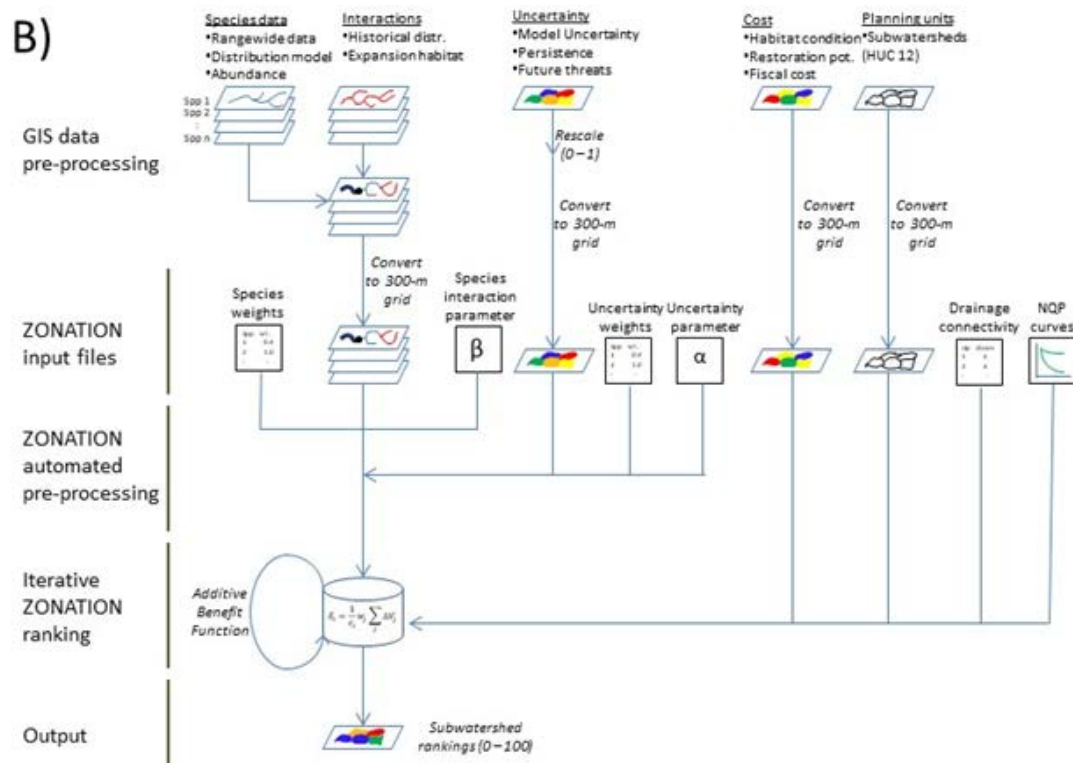 B)
Species data
•Rangewide data
•Distribution model
•Abundance
Interactions
•Historical distr.
•Expansion habitat
Uncertainty
•Model Uncertainty
•Persistence
•Future threats
Cost
•Habitat condition
•Restoration pot.
•Fiscal cost
Planning units
•Subwatersheds
(HUC 12)
Spp 1
Spp 2
:
Spp n
GIS data
pre-processing
Rescale
(0–1)
Convert
to 300-m
grid
Convert
to 300-m
grid
Convert
to 300-m
grid
Convert
to 300-m
grid
ZONATION
input files
Species
weights
Species
interaction
parameter
β
Uncertainty
weights
Uncertainty
parameter
α
Drainage
connectivity
NQP
curves
ZONATION
automated
pre-processing
Iterative
ZONATION
ranking
Additive
Benefit
Function
Output
Subwatershed
rankings (0–100)